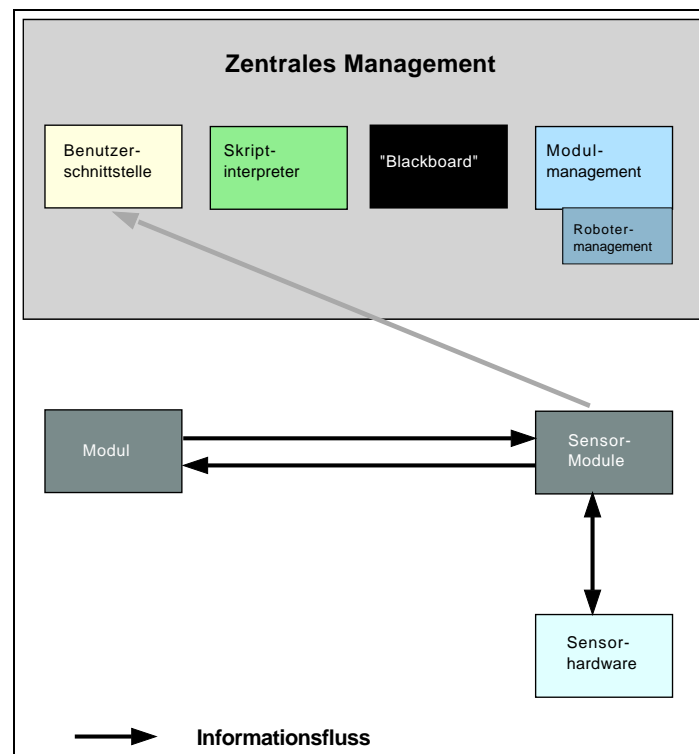 Zentrales Management
Benutzer-
schnittstelle
Skript-
interpreter
"Blackboard"
Modul-
management
Roboter-
management
Modul
Sensor-
Module
Sensor-
hardware
Informationsfluss